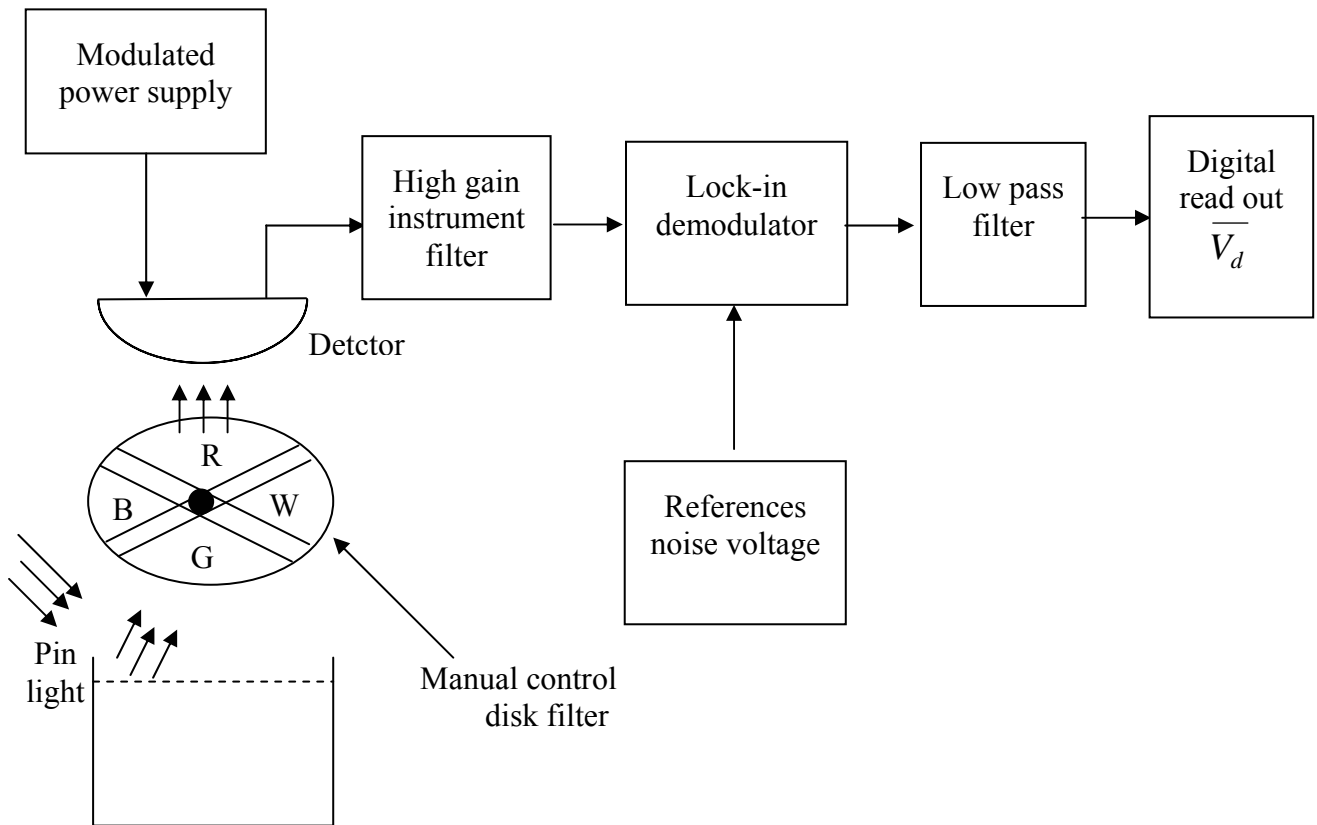 Modulated
power supply
High gain
instrument
filter
Lock-in
demodulator
Low pass
filter
Digital
read out
$\overline{V_d}$
Detctor
R
B
W
G
References
noise voltage
Pin
light
Manual control
disk filter